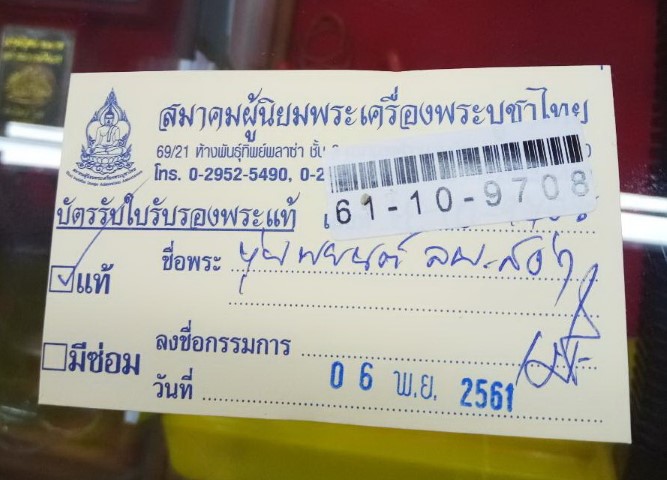 สมาคมผู้นิยมพระเครื่องพระบูชาไทย
69/21 ห้างพันธุ์ทิพย์พลาซ่า ชั้น
โทร. 0-2952-5490, 0-2
61-10-9708
บัตรรับใบรับรองพระแท้
แท้
ชื่อพระ
มีซ่อม
ลงชื่อกรรมการ
วันที่ 06 พ.ย. 2561